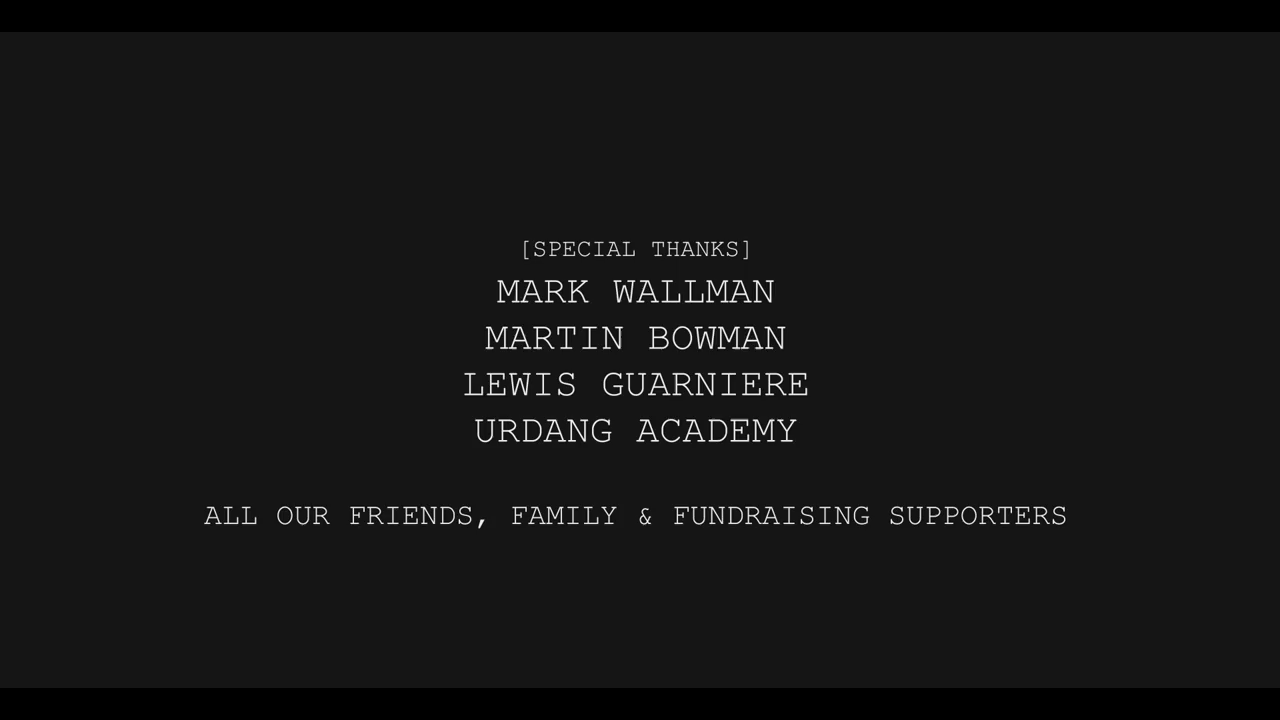 [SPECIAL THANKS]
MARK WALLMAN
MARTIN BOWMAN
LEWIS GUARNIERE
URDANG ACADEMY
ALL OUR FRIENDS, FAMILY & FUNDRAISING SUPPORTERS